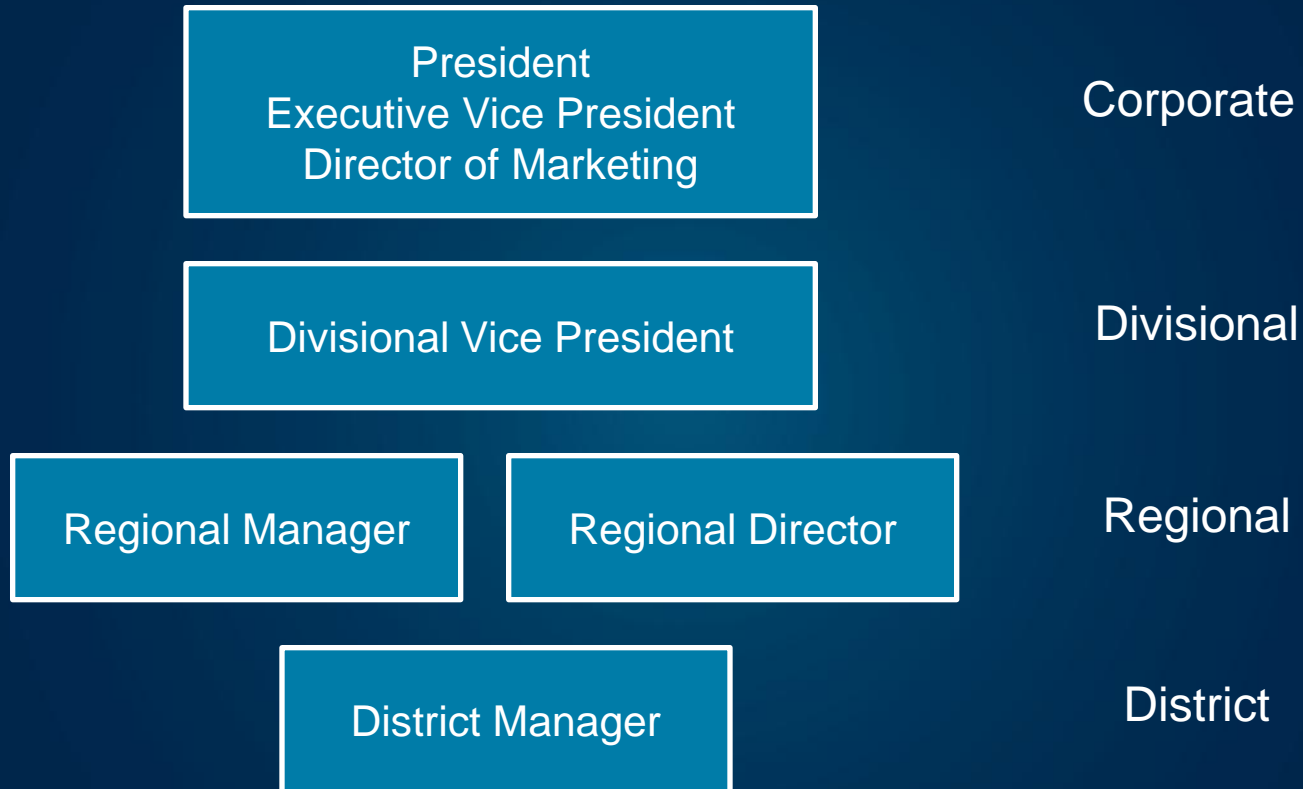 President
Executive Vice President
Director of Marketing
Corporate
Divisional Vice President
Divisional
Regional Manager
Regional Director
Regional
District Manager
District